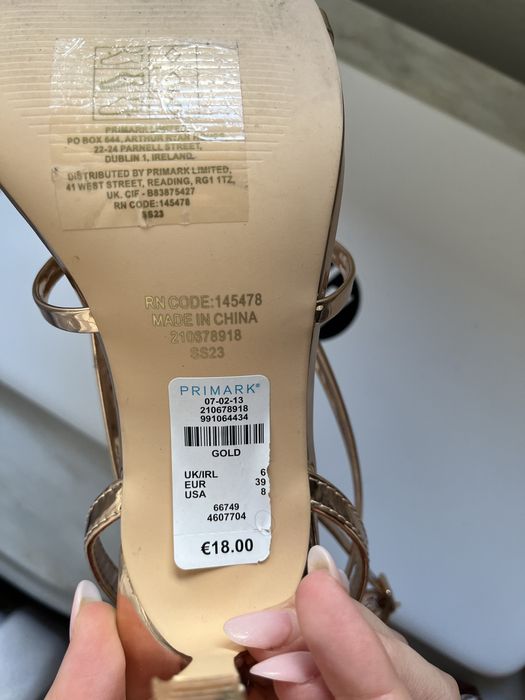 PRIMARK LIMITED,
PO BOX 644, ARTHUR RYAN HOUSE,
22-24 PARNELL STREET,
DUBLIN 1, IRELAND.
DISTRIBUTED BY PRIMARK LIMITED,
41 WEST STREET, READING, RG1 1TZ,
UK. CIF - B83875427
RN CODE:145478
SS23
RN CODE:145478
MADE IN CHINA
210678918
SS23
PRIMARK®
07-02-13
210678918
991064434
GOLD
UK/IRL 6
EUR 39
USA 8
66749
4607704
€18.00